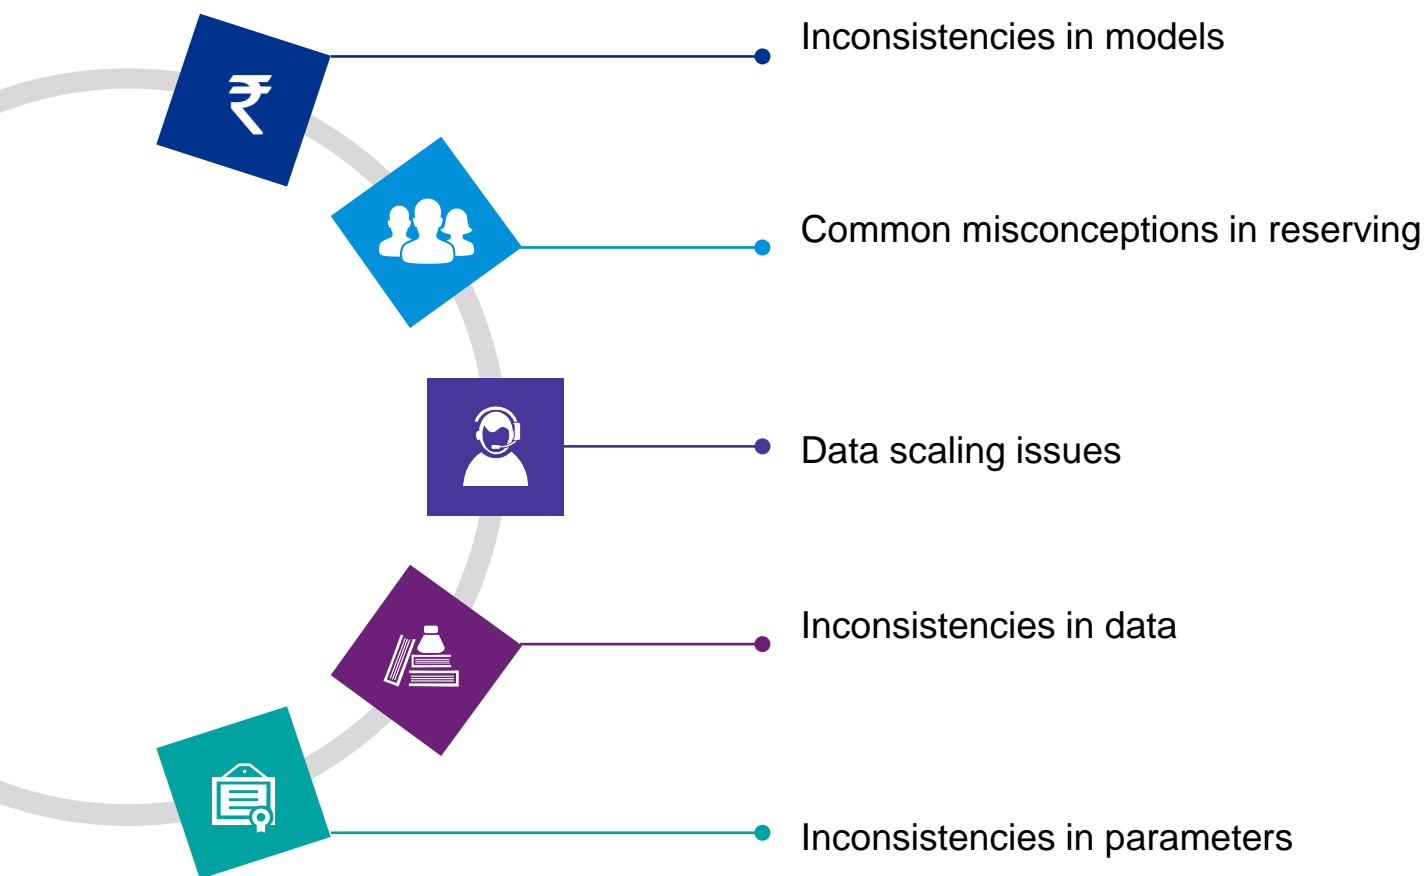 Inconsistencies in models
₹
Common misconceptions in reserving
Data scaling issues
Inconsistencies in data
Inconsistencies in parameters